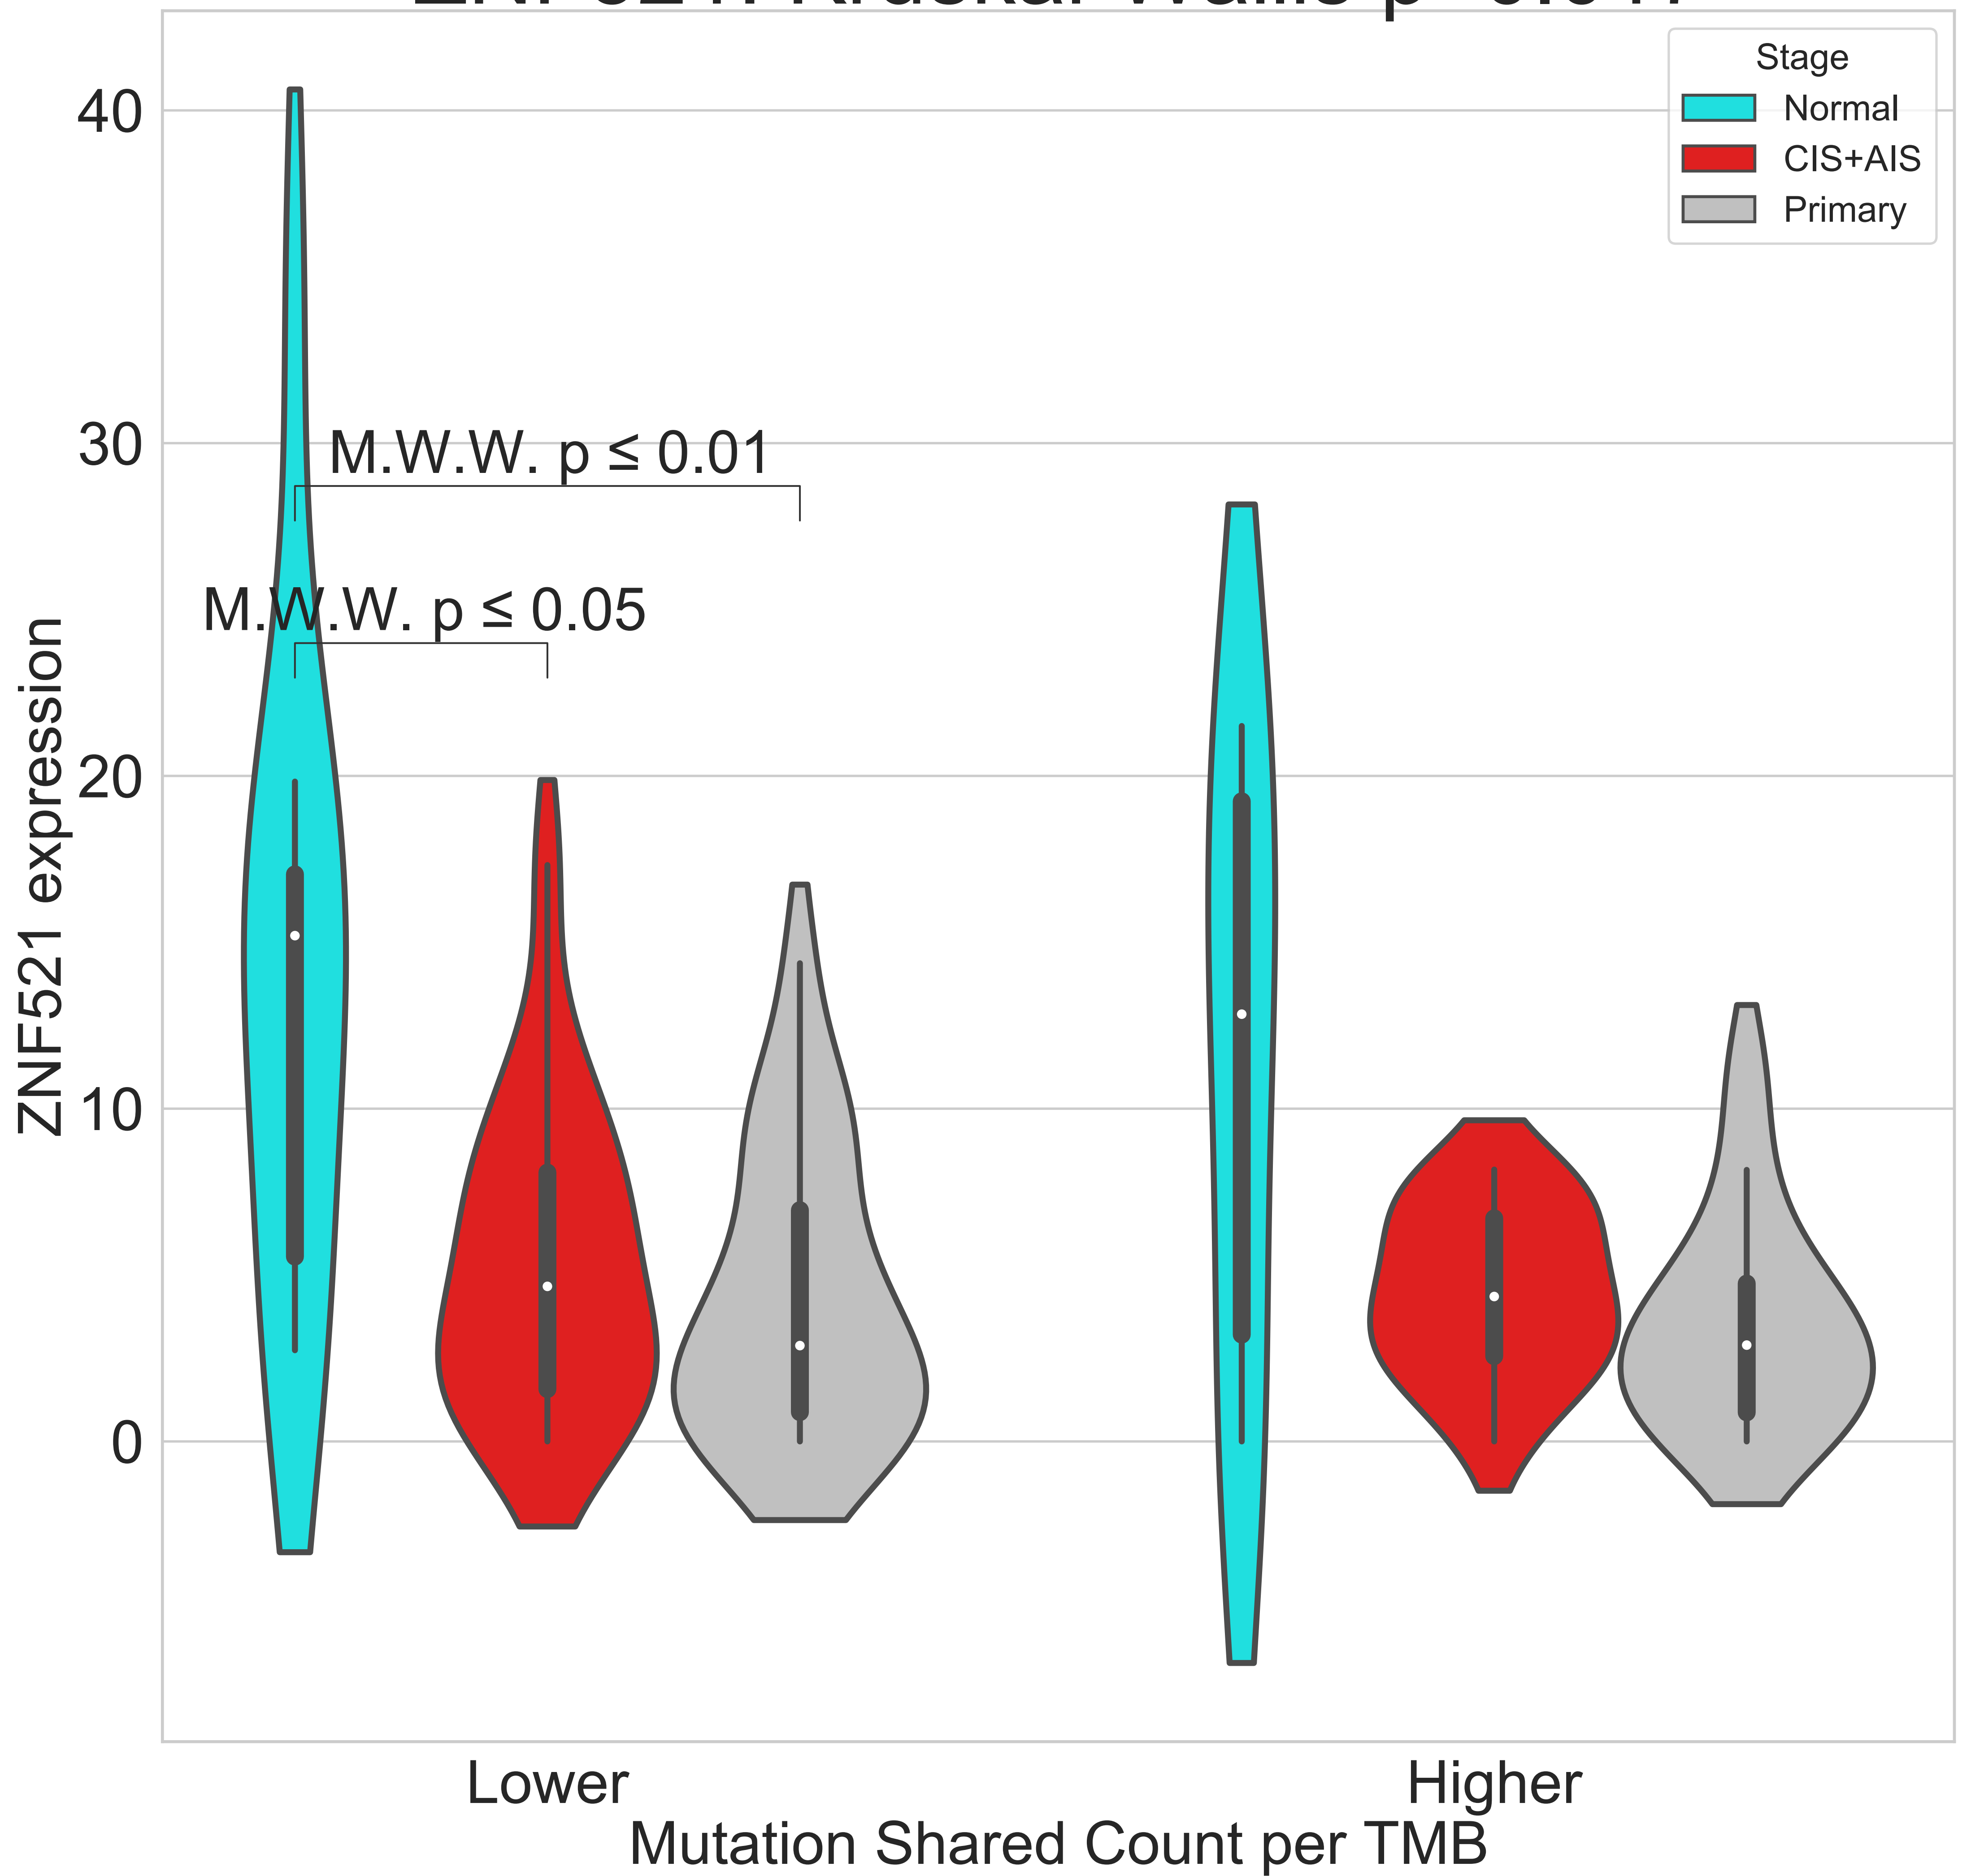 Stage
Normal
CIS+AIS
Primary
40
30
20
10
0
ZNF521 expression
M.W.W. p ≤ 0.01
M.W.W. p ≤ 0.05
Lower
Higher
Mutation Shared Count per TMB